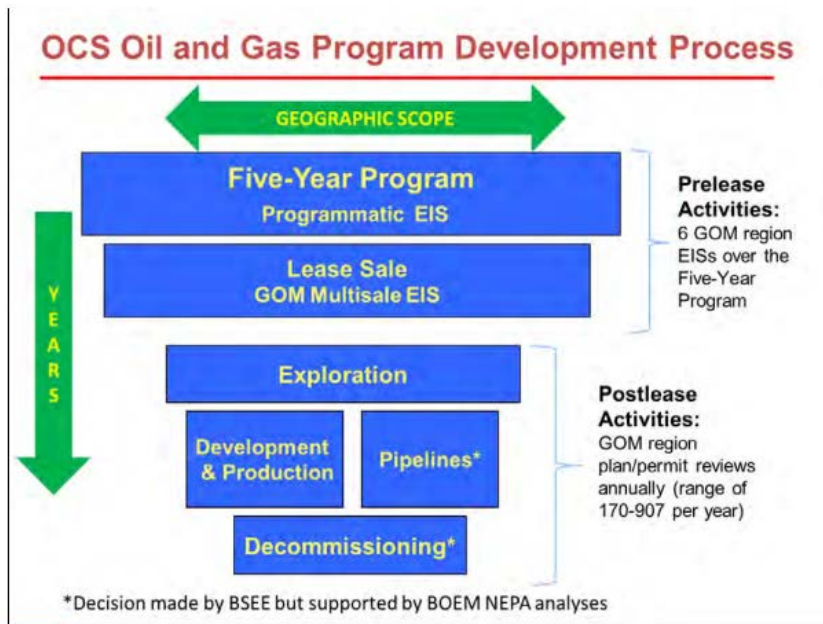 OCS Oil and Gas Program Development Process
GEOGRAPHIC SCOPE
YEARS
Five-Year Program
Programmatic EIS
Lease Sale
GOM Multisale EIS
Prelease
Activities:
6 GOM region
EISs over the
Five-Year
Program
Exploration
Development
& Production
Pipelines*
Decommissioning*
Postlease
Activities:
GOM region
plan/permit reviews
annually (range of
170-907 per year)
*Decision made by BSEE but supported by BOEM NEPA analyses